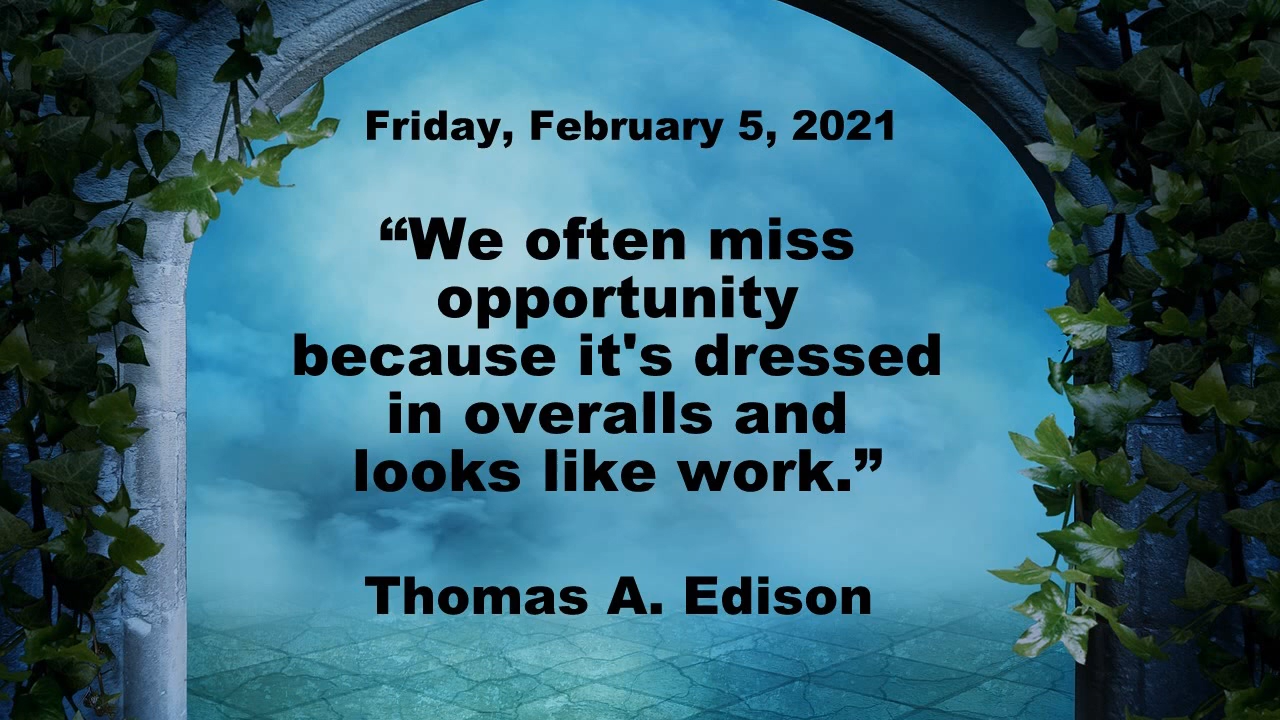 Friday, February 5, 2021
“We often miss
opportunity
because it's dressed
in overalls and
looks like work.”
Thomas A. Edison